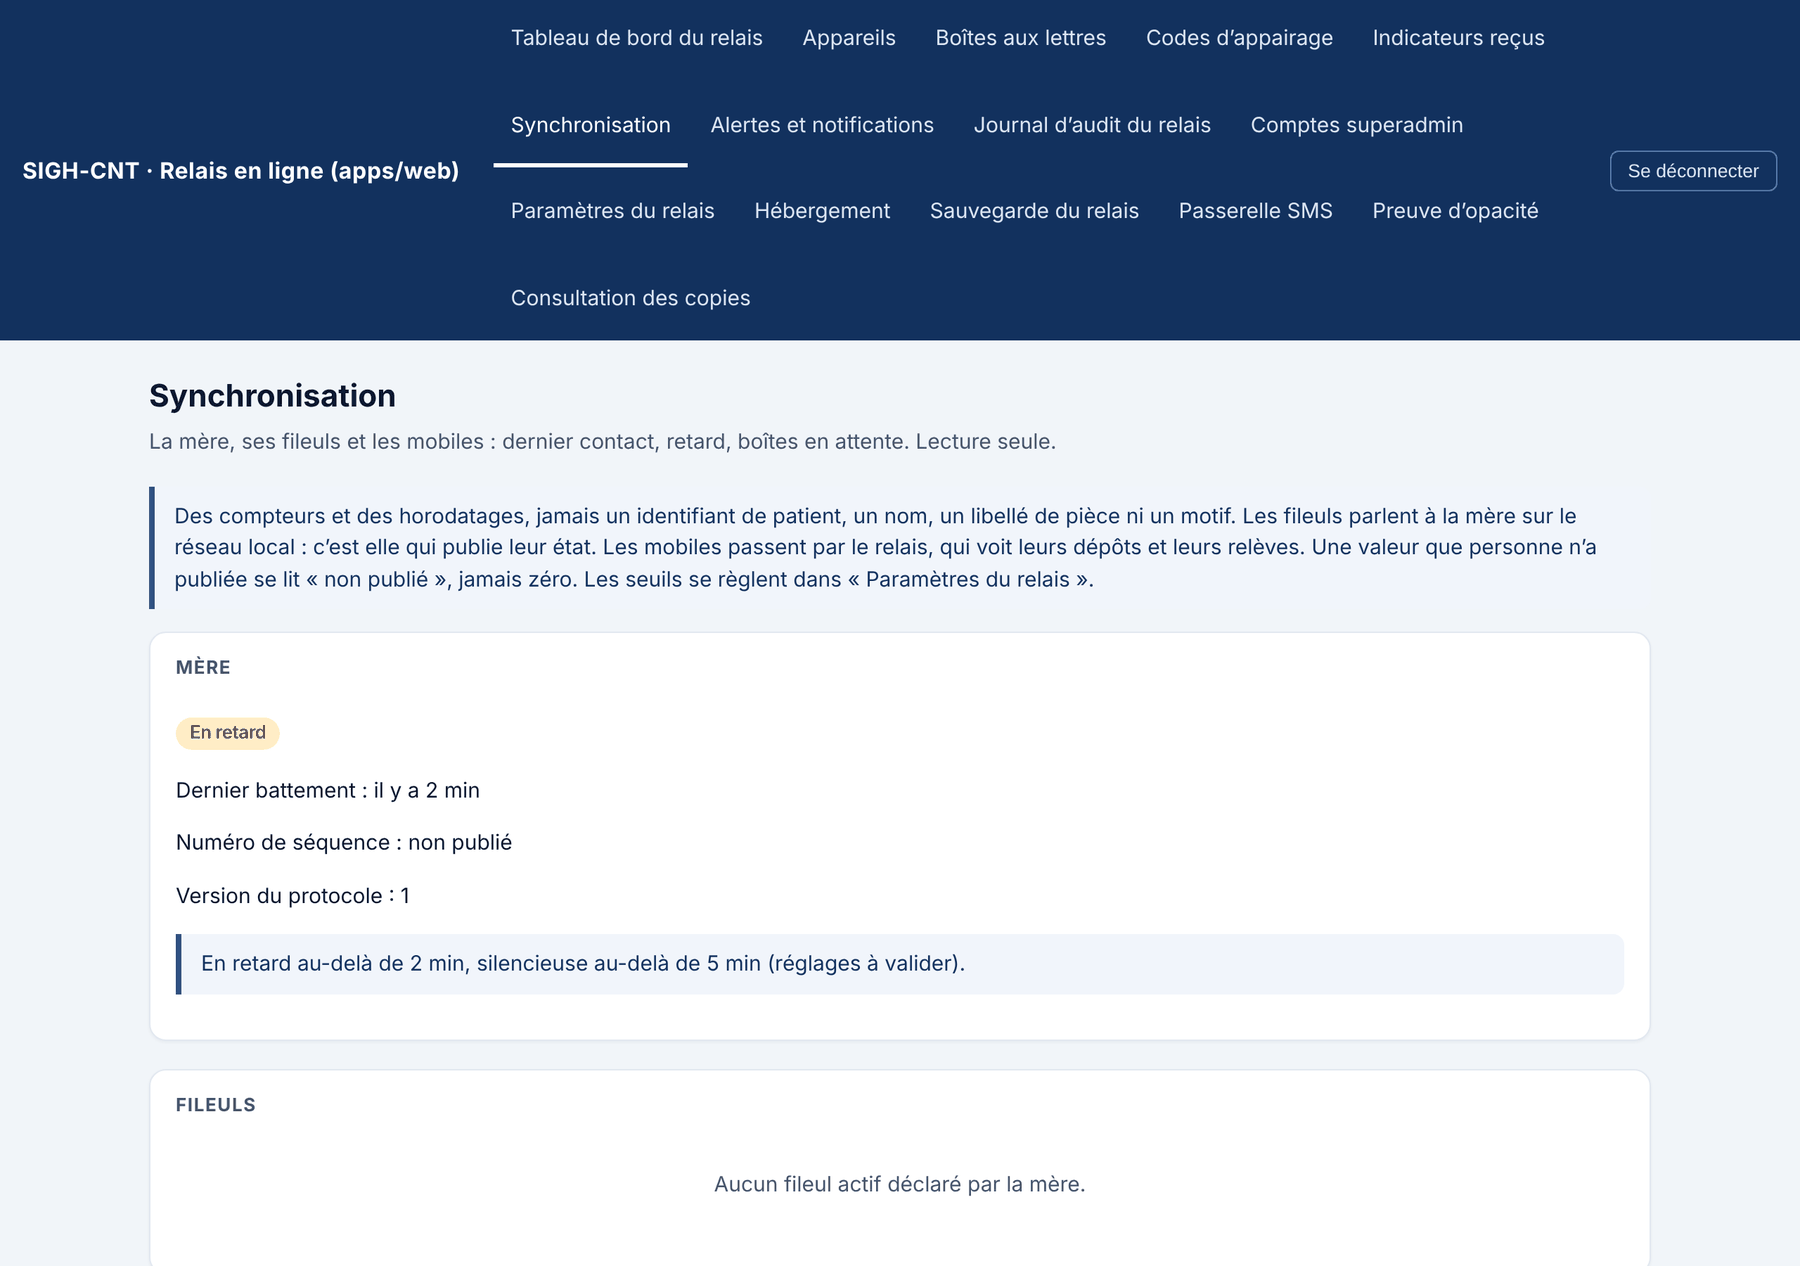 Tableau de bord du relais Appareils Boîtes aux lettres Codes d’appairage Indicateurs reçus
Synchronisation Alertes et notifications Journal d’audit du relais Comptes superadmin
SIGH-CNT · Relais en ligne (apps/web)
Se déconnecter
Paramètres du relais Hébergement Sauvegarde du relais Passerelle SMS Preuve d’opacité
Consultation des copies
Synchronisation
La mère, ses fileuls et les mobiles : dernier contact, retard, boîtes en attente. Lecture seule.
Des compteurs et des horodatages, jamais un identifiant de patient, un nom, un libellé de pièce ni un motif. Les fileuls parlent à la mère sur le
réseau local : c’est elle qui publie leur état. Les mobiles passent par le relais, qui voit leurs dépôts et leurs relèves. Une valeur que personne n’a
publiée se lit « non publié », jamais zéro. Les seuils se règlent dans « Paramètres du relais ».
MÈRE
En retard
Dernier battement : il y a 2 min
Numéro de séquence : non publié
Version du protocole : 1
En retard au-delà de 2 min, silencieuse au-delà de 5 min (réglages à valider).
FILEULS
Aucun fileul actif déclaré par la mère.